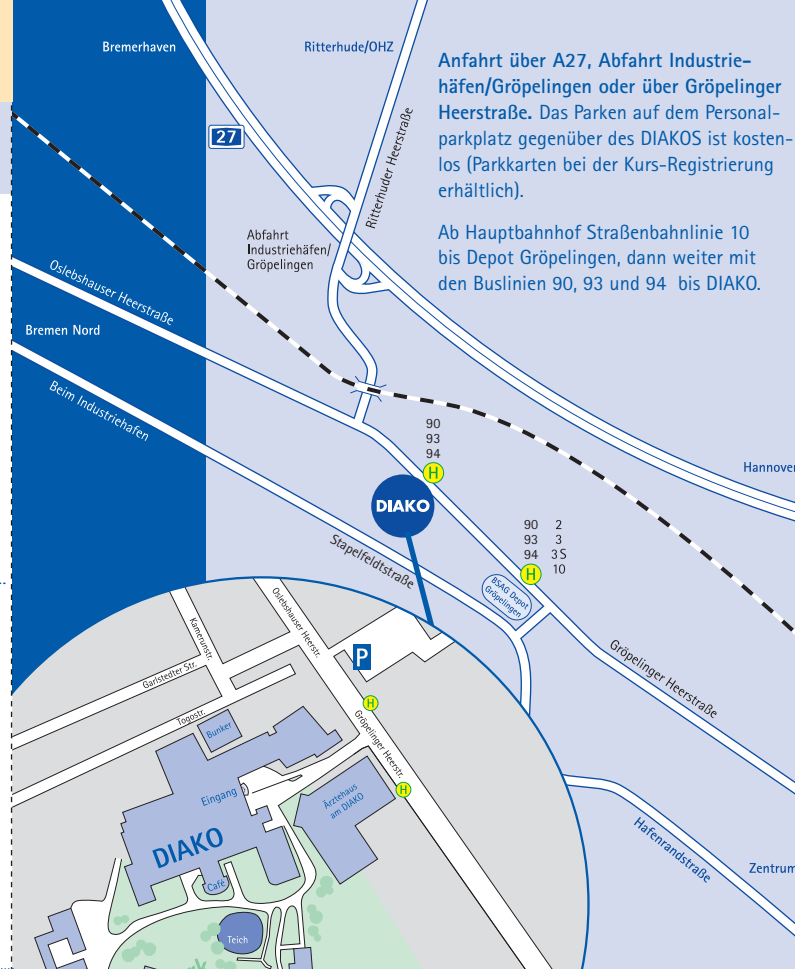 Bremerhaven
Ritterhude/OHZ
Anfahrt über A27, Abfahrt Industrie-
häfen/Gröpelingen oder über Gröpelinger
Heerstraße. Das Parken auf dem Personal-
parkplatz gegenüber des DIAKOS ist kosten-
los (Parkkarten bei der Kurs-Registrierung
erhältlich).
Ab Hauptbahnhof Straßenbahnlinie 10
bis Depot Gröpelingen, dann weiter mit
den Buslinien 90, 93 und 94 bis DIAKO.
27
Ritterhuder Heerstraße
Abfahrt
Industriehäfen/
Gröpelingen
Oslebshauser Heerstraße
Bremen Nord
Beim Industriehafen
90
93
94
H
Hannover
DIAKO
90 2
93 3
94 3S
10
H
Stapelfeldtstraße
BSAG Depot
Gröpelingen
Gröpelinger Heerstraße
Oslebshauser Heerstr.
Kamerunstr.
P
Garlstedter Str.
H
Togostr.
Gröpelinger Heerstr.
Bunker
Eingang
H
Ärztehaus
am DIAKO
DIAKO
Café
Teich
Hafenrandstraße
Zentrum